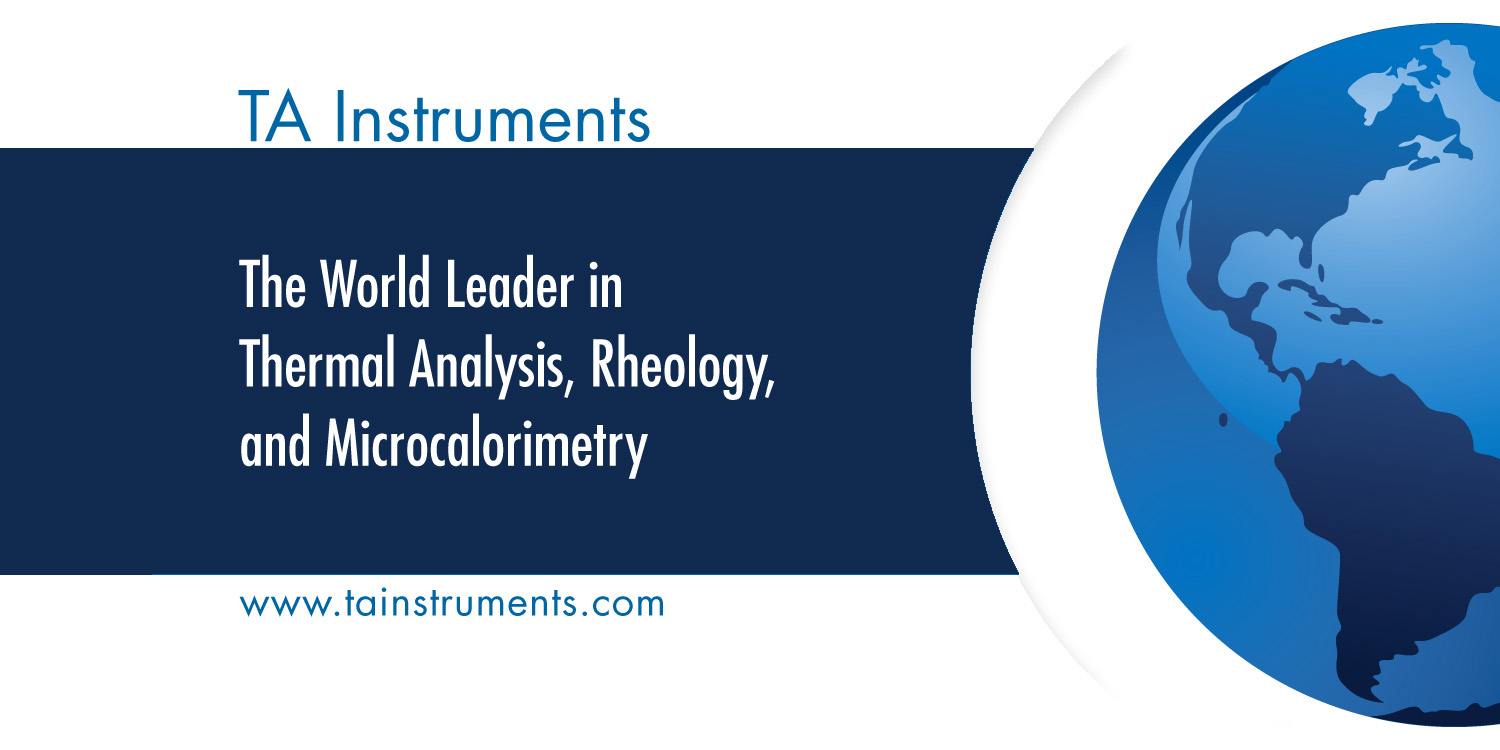 TA Instruments
The World Leader in
Thermal Analysis, Rheology,
and Microcalorimetry
www.tainstruments.com